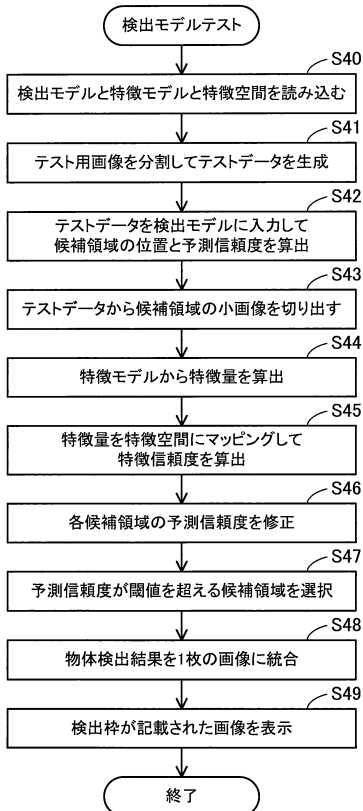 検出モデルテスト
S40
検出モデルと特徴モデルと特徴空間を読み込む
S41
テスト用画像を分割してテストデータを生成
S42
テストデータを検出モデルに入力して
候補領域の位置と予測信頼度を算出
S43
テストデータから候補領域の小画像を切り出す
S44
特徴モデルから特徴量を算出
S45
特徴量を特徴空間にマッピングして
特徴信頼度を算出
S46
各候補領域の予測信頼度を修正
S47
予測信頼度が閾値を超える候補領域を選択
S48
物体検出結果を1枚の画像に統合
S49
検出枠が記載された画像を表示
終了